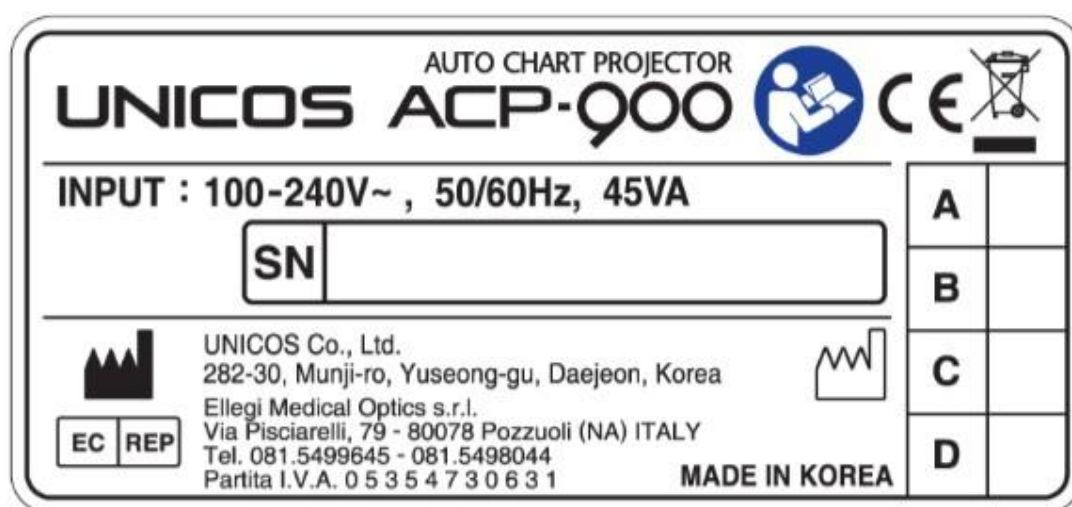 AUTO CHART PROJECTOR
UNICOS ACP-900 CE
INPUT : 100-240V~ , 50/60Hz, 45VA
SN
UNICOS Co., Ltd.
282-30, Munji-ro, Yuseong-gu, Daejeon, Korea
EC REP
Ellegi Medical Optics s.r.l.
Via Pisciarelli, 79 - 80078 Pozzuoli (NA) ITALY
Tel. 081.5499645 - 081.5498044
Partita I.V.A. 0 5 3 5 4 7 3 0 6 3 1
MADE IN KOREA
A
B
C
D